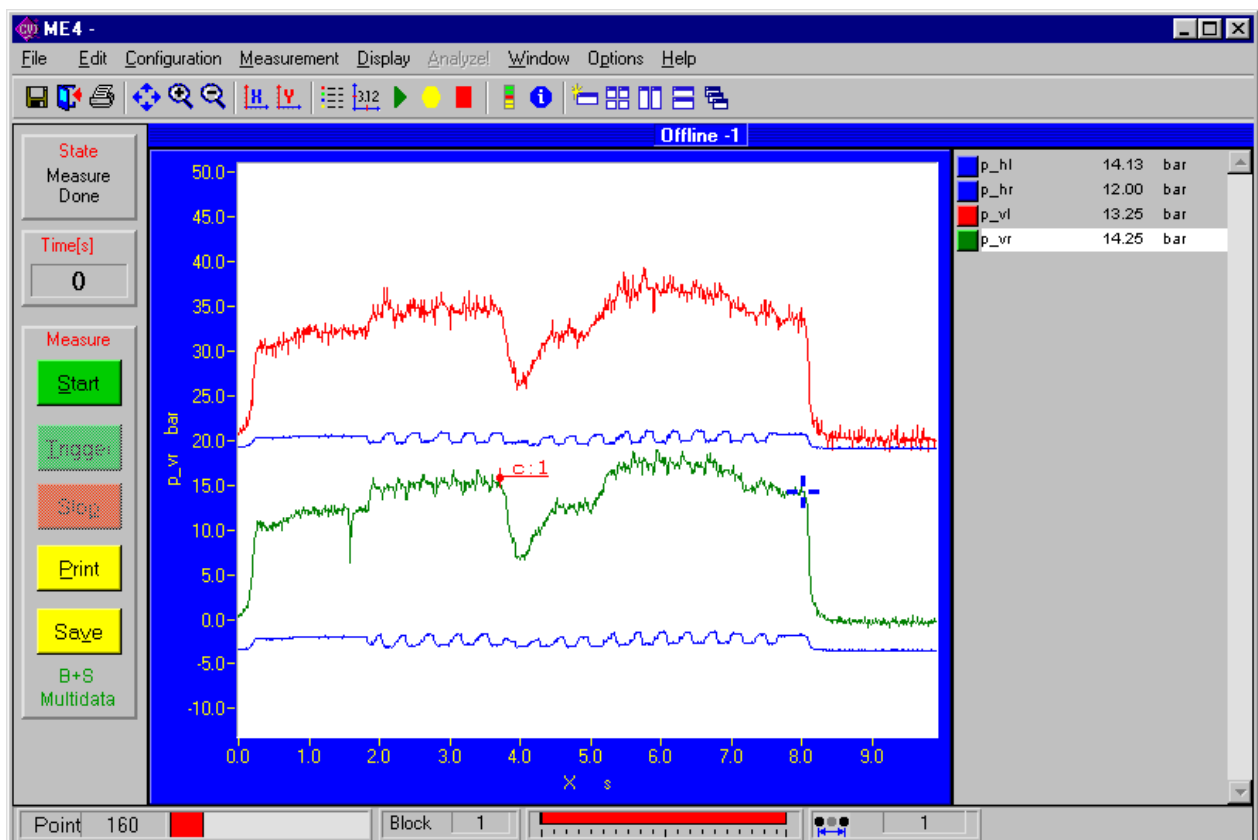 ME4 -
File Edit Configuration Measurement Display Analyze! Window Options Help
3.12
Offline -1
State
Measure
Done
Time[s]
0
Measure
Start
Trigger
Stop
Print
Save
B+S
Multidata
50.0
45.0
40.0
35.0
30.0
25.0
20.0
15.0
10.0
5.0
0.0
-5.0
-10.0
p_vr bar
c:1
0.0 1.0 2.0 3.0 4.0 5.0 6.0 7.0 8.0 9.0
X s
p_hl 14.13 bar
p_hr 12.00 bar
p_vl 13.25 bar
p_vr 14.25 bar
Point 160 Block 1 1